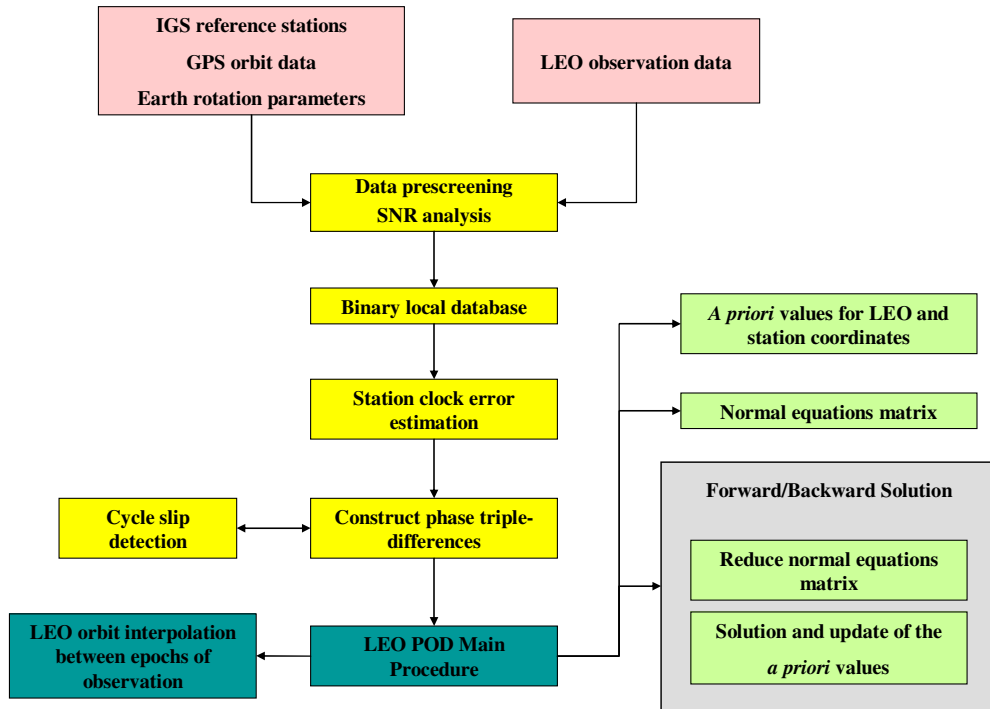 IGS reference stations
GPS orbit data
Earth rotation parameters
LEO observation data
Data prescreening
SNR analysis
Binary local database
A priori values for LEO and
station coordinates
Station clock error
estimation
Normal equations matrix
Forward/Backward Solution
Cycle slip
detection
Construct phase triple-
differences
Reduce normal equations
matrix
LEO orbit interpolation
between epochs of
observation
LEO POD Main
Procedure
Solution and update of the
a priori values